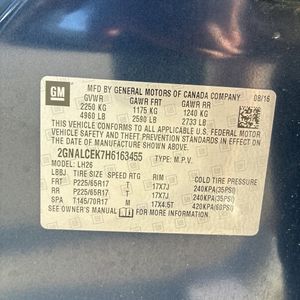 GM
MFD BY GENERAL MOTORS OF CANADA COMPANY
08/16
GVWR GAWR FRT GAWR RR
2250 KG 1175 KG 1240 KG
4960 LB 2590 LB 2733 LB
THIS VEHICLE CONFORMS TO ALL APPLICABLE U.S. FEDERAL MOTOR
VEHICLE SAFETY, BUMPER, AND THEFT PREVENTION STANDARDS
IN EFFECT ON THE DATE OF MANUFACTURE SHOWN ABOVE.
2GNALCEK7H6163455 TYPE: M.P.V.
MODEL: LH26
LBBJ TIRE SIZE SPEED RTG RIM COLD TIRE PRESSURE
FRT P225/65R17 T 17X7J 240KPA(35PSI)
RR P225/65R17 T 17X7J 240KPA(35PSI)
SPA T145/70R17 M 17X4.5T 420KPA(60PSI)
SEE OWNER'S MANUAL FOR MORE INFORMATION.